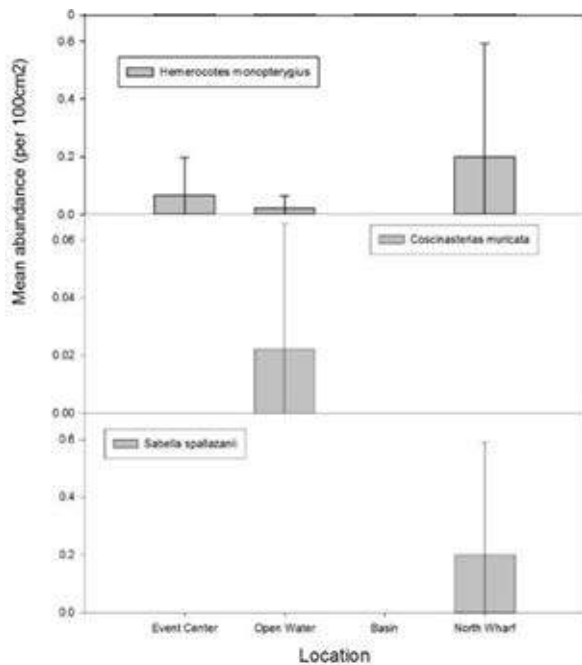 0
0.6
Hemerocotes monopterygius
0.4
0.2
0.0
Mean abundance (per 100cm2)
0.06
Coscinasterias muricata
0.04
0.02
0.00
0.6
Sabella spallazanii
0.4
0.2
0.0
Event Center Open Water Basin North Wharf
Location